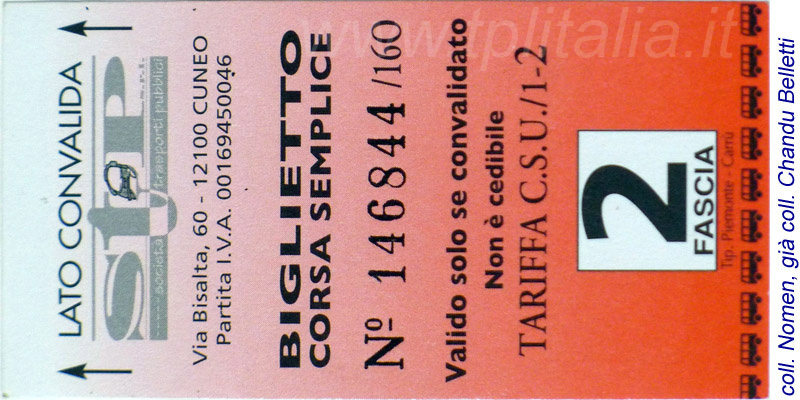 LATO CONVALIDA
STP s.r.l.
società trasporti pubblici
Via Bisalta, 60 - 12100 CUNEO
Partita I.V.A. 00169450046
BIGLIETTO
CORSA SEMPLICE
Nº 146844/160
Valido solo se convalidato
Non è cedibile
TARIFFA C.S.U./1-2
2
FASCIA
Tip. Piemonte - Carrù
www.tplitalia.it
coll. Nomen, già coll. Chandu Belletti